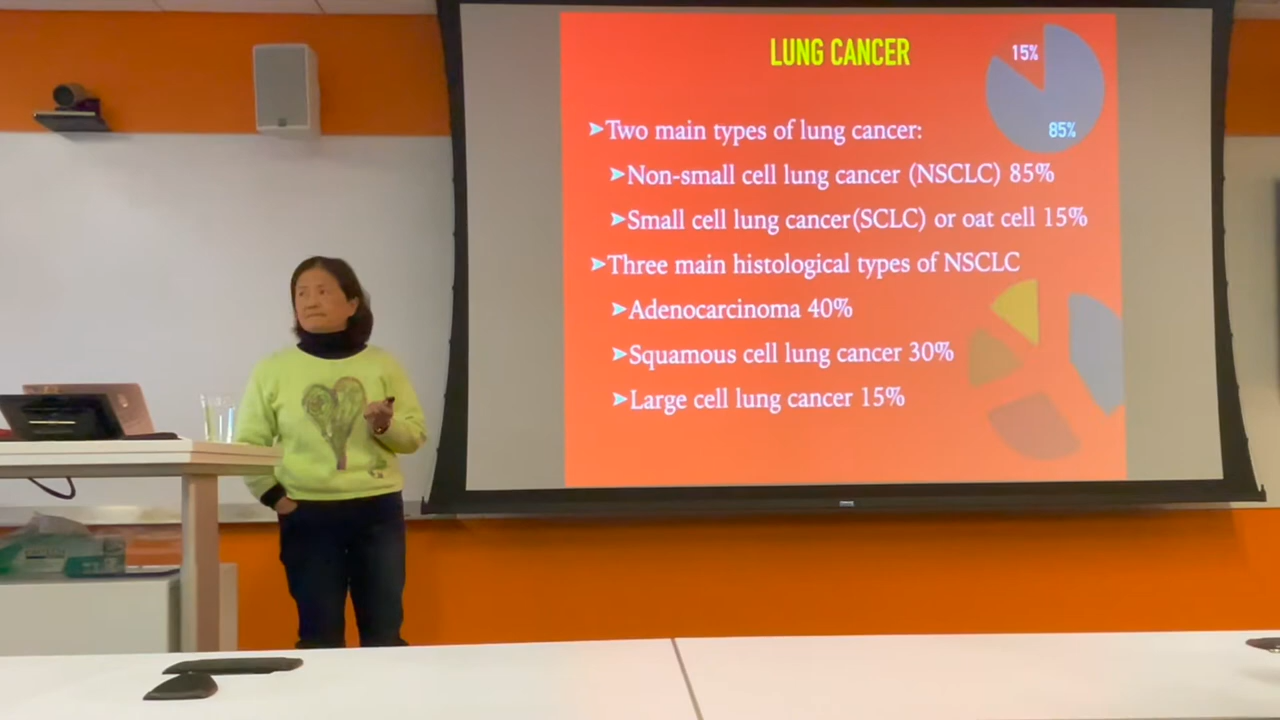 LUNG CANCER
15%
85%
➤Two main types of lung cancer:
➤Non-small cell lung cancer (NSCLC) 85%
➤Small cell lung cancer(SCLC) or oat cell 15%
➤Three main histological types of NSCLC
➤Adenocarcinoma 40%
➤Squamous cell lung cancer 30%
➤Large cell lung cancer 15%